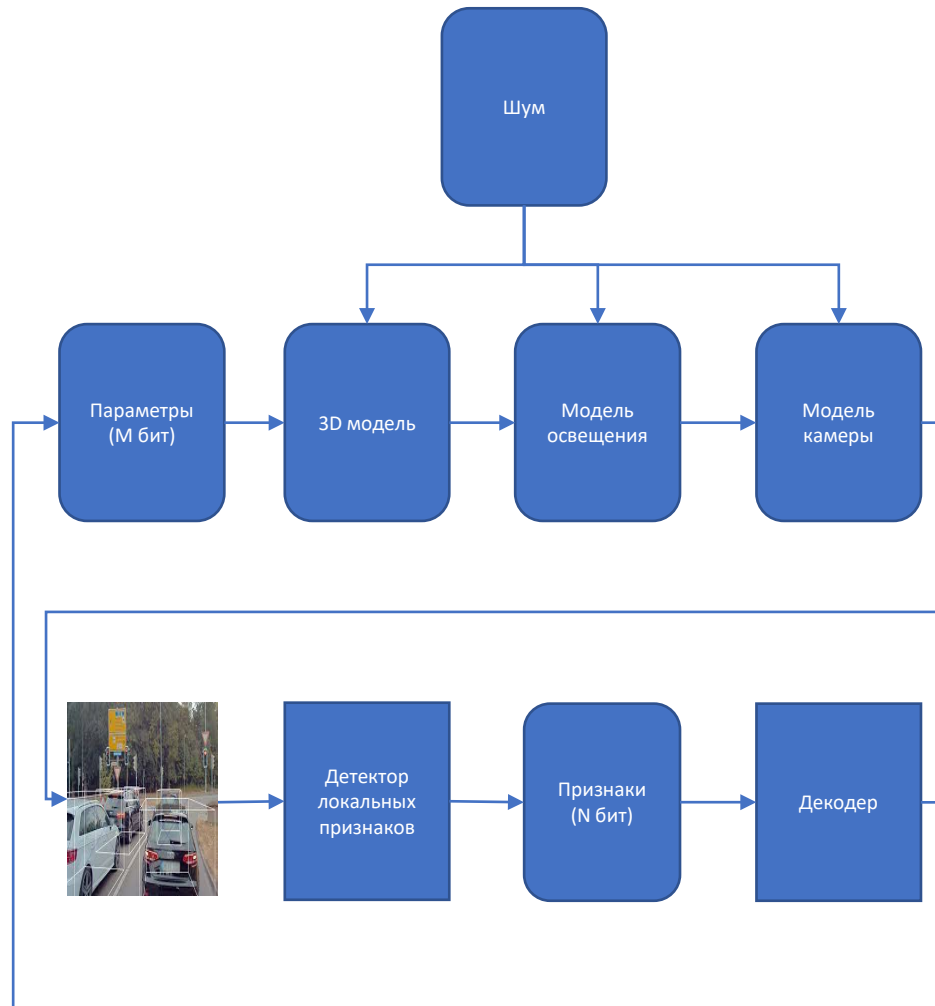 Шум
Параметры
(M бит)
3D модель
Модель
освещения
Модель
камеры
Детектор
локальных
признаков
Признаки
(N бит)
Декодер